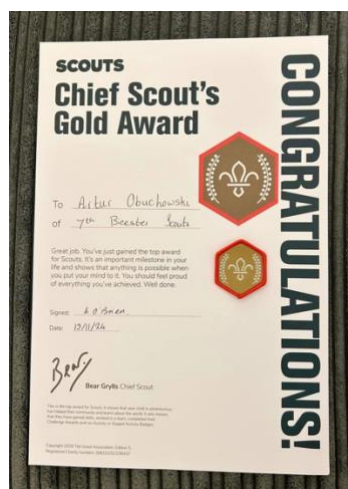 SCOUTS
Chief Scout's
Gold Award
CONGRATULATIONS!
To Artur Obuchowski
of 7th Bicester Scouts
Great job. You've just gained the top award
for Scouts. It's an important milestone in your
life and shows that anything is possible when
you put your mind to it. You should feel proud
of everything you've achieved. Well done.
Signed
Date 12/11/24
Bear
Bear Grylls Chief Scout